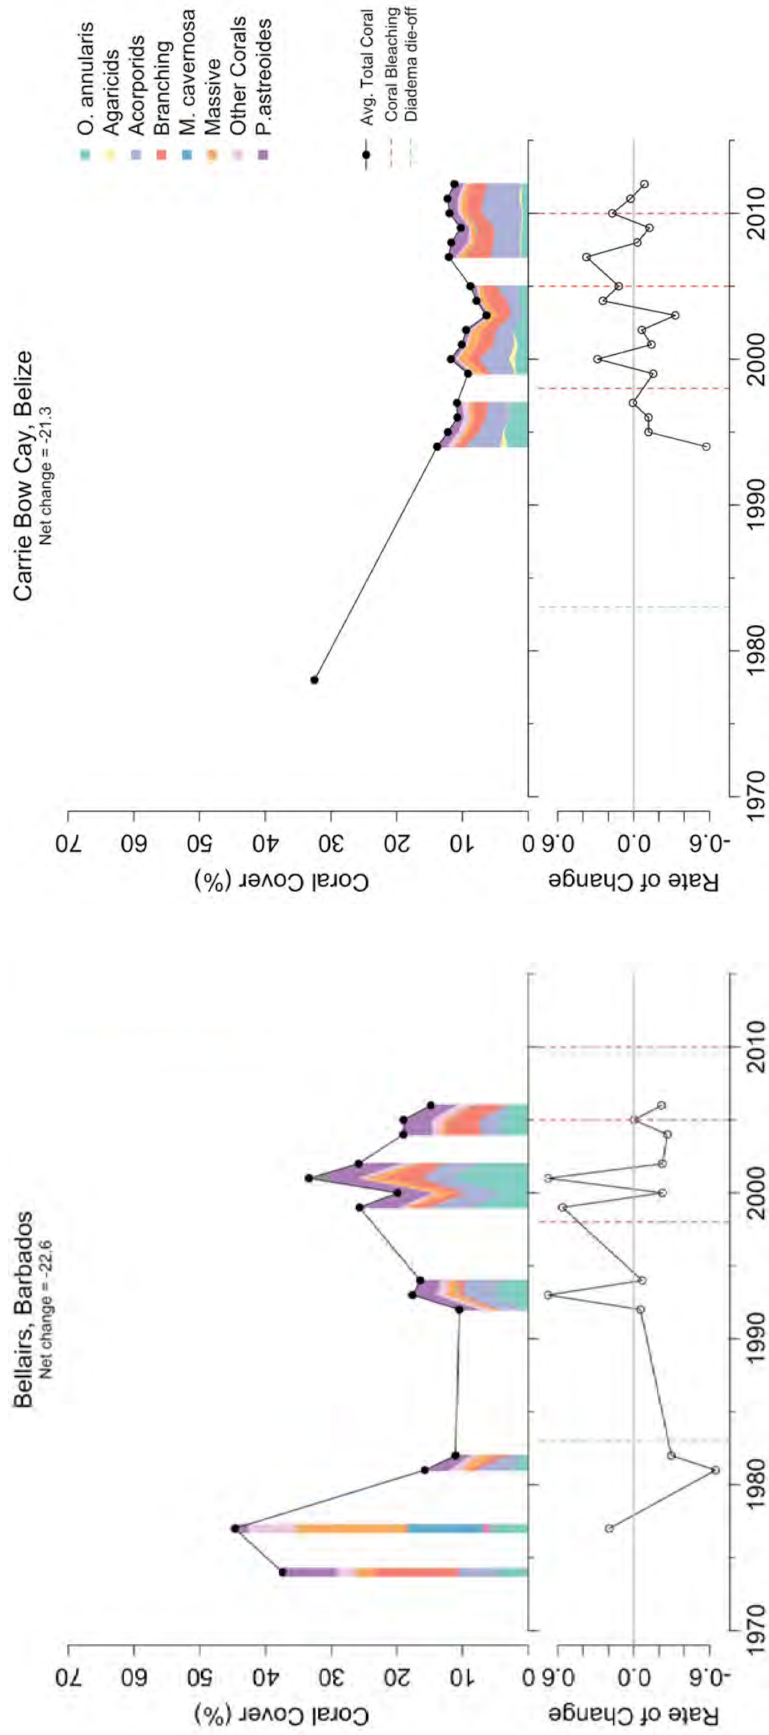 Bellairs, Barbados
Net change = -22.6
Coral Cover (%)
70
60
50
40
30
20
10
0
Rate of Change
0.6
0.0
-0.6
1970
1980
1990
2000
2010
Carrie Bow Cay, Belize
Net change = -21.3
Coral Cover (%)
70
60
50
40
30
20
10
0
Rate of Change
0.6
0.0
-0.6
1970
1980
1990
2000
2010
O. annularis
Agaricids
Acorporids
Branching
M. cavernosa
Massive
Other Corals
P.astreoides
Avg. Total Coral
Coral Bleaching
Diadema die-off